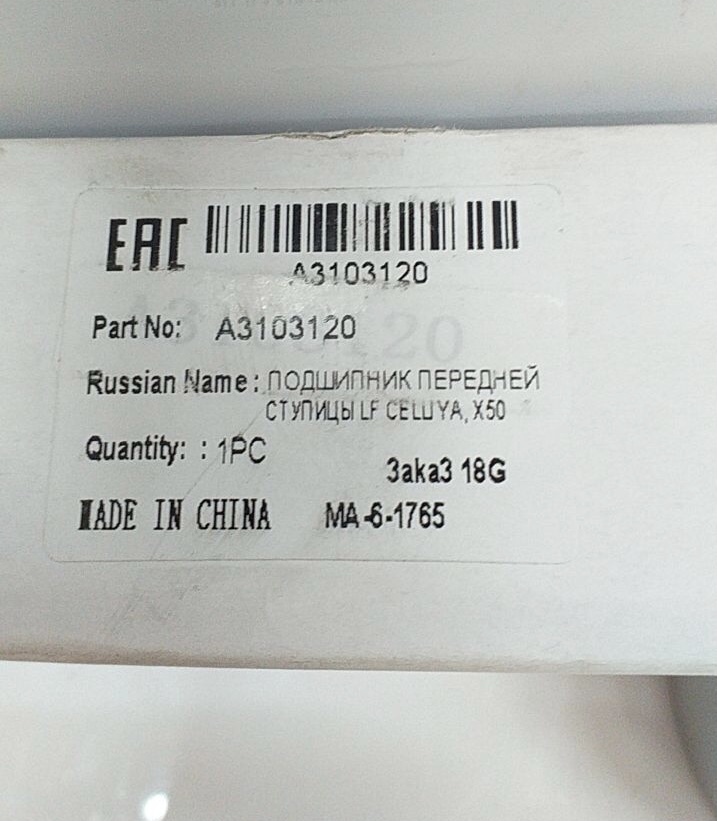 EAC
A3103120
Part No: A3103120
Russian Name: ПОДШИПНИК ПЕРЕДНЕЙ
СТУПИЦЫ LF CELLIYA, X50
Quantity: : 1PC
Заказ 18G
MADE IN CHINA MA-6-1765